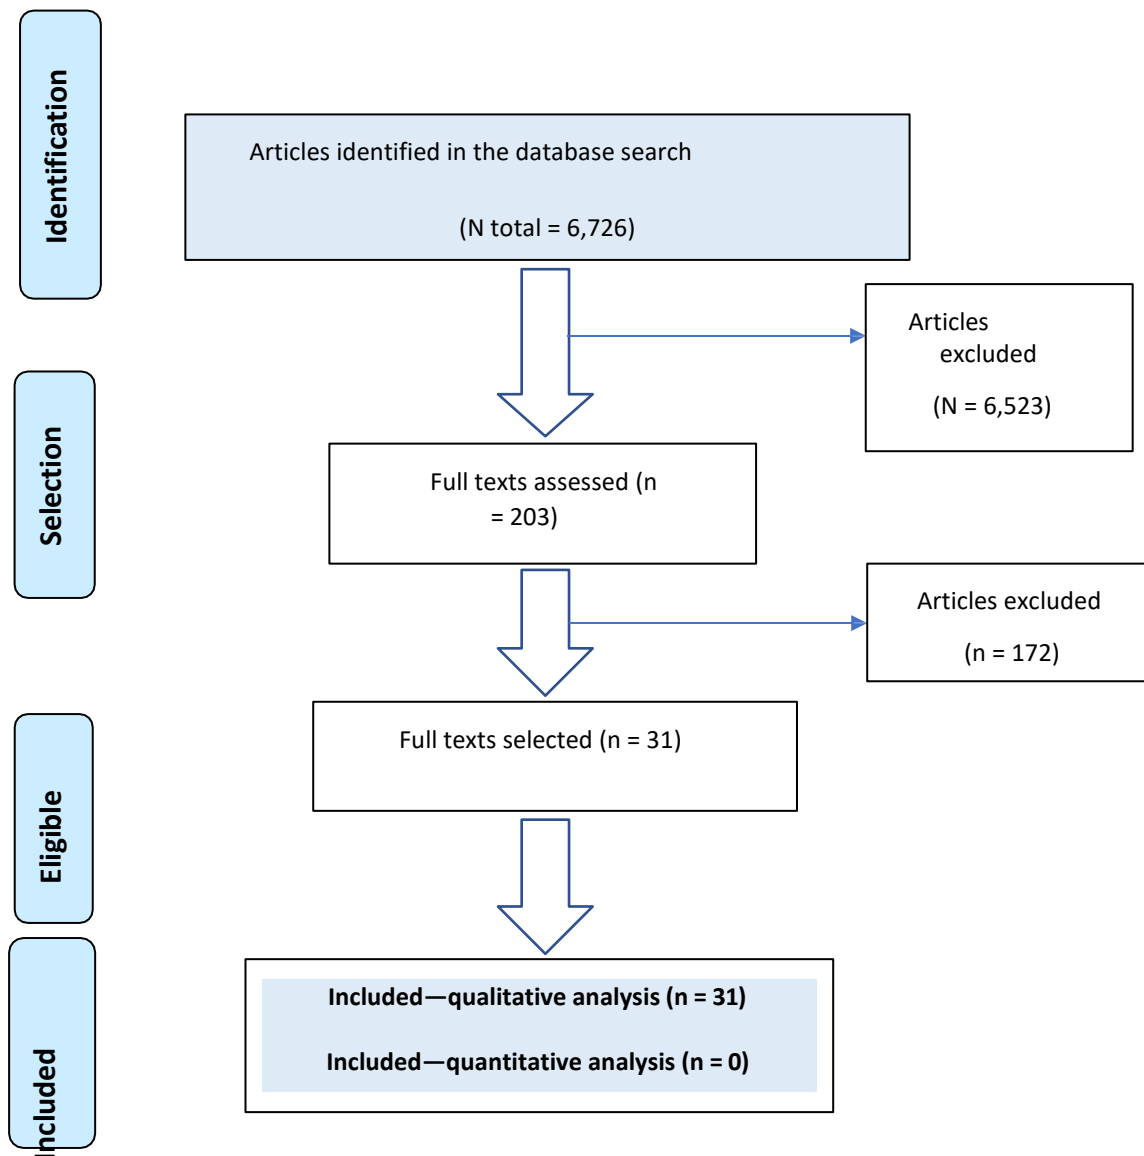 Identification
Articles identified in the database search
(N total = 6,726)
Articles
excluded
(N = 6,523)
Selection
Full texts assessed (n
= 203)
Articles excluded
(n = 172)
Eligible
Full texts selected (n = 31)
Included
Included—qualitative analysis (n = 31)
Included—quantitative analysis (n = 0)